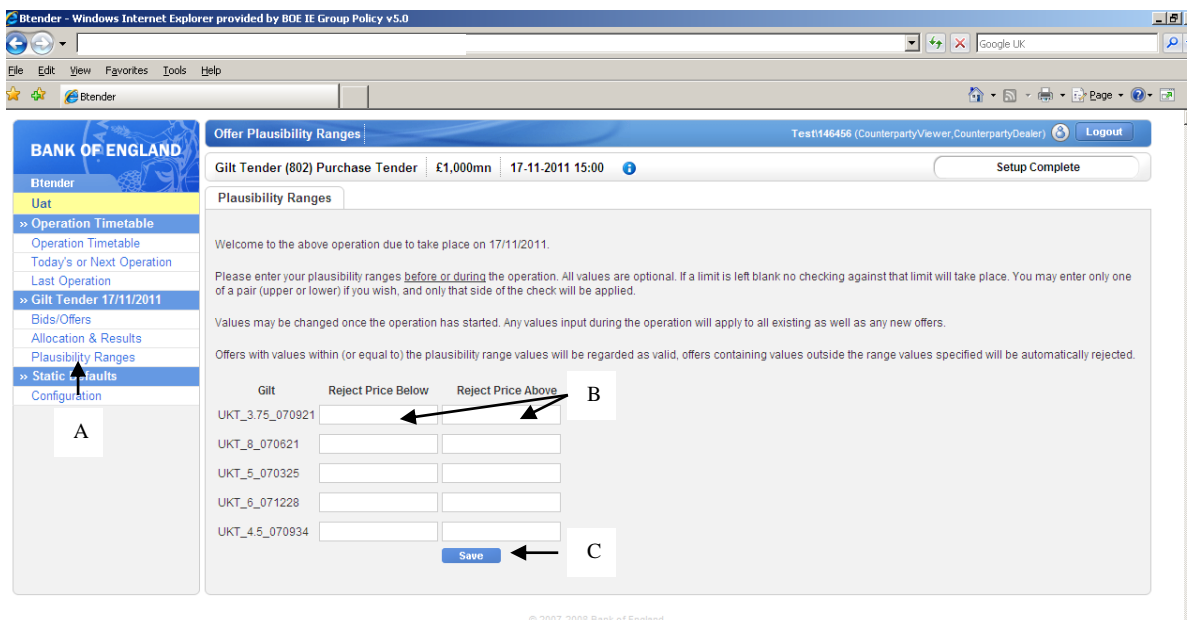 Btender - Windows Internet Explorer provided by BOE IE Group Policy v5.0
Google UK
File Edit View Favorites Tools Help
Btender
Page
BANK OF ENGLAND
Btender
Uat
» Operation Timetable
Operation Timetable
Today's or Next Operation
Last Operation
» Gilt Tender 17/11/2011
Bids/Offers
Allocation & Results
Plausibility Ranges
» Static Defaults
Configuration
A
Offer Plausibility Ranges
Test\146456 (CounterpartyViewer,CounterpartyDealer) Logout
Gilt Tender (802) Purchase Tender £1,000mn 17-11-2011 15:00 Setup Complete
Plausibility Ranges
Welcome to the above operation due to take place on 17/11/2011.
Please enter your plausibility ranges before or during the operation. All values are optional. If a limit is left blank no checking against that limit will take place. You may enter only one
of a pair (upper or lower) if you wish, and only that side of the check will be applied.
Values may be changed once the operation has started. Any values input during the operation will apply to all existing as well as any new offers.
Offers with values within (or equal to) the plausibility range values will be regarded as valid, offers containing values outside the range values specified will be automatically rejected.
Gilt Reject Price Below Reject Price Above
B
UKT_3.75_070921
UKT_8_070621
UKT_5_070325
UKT_6_071228
UKT_4.5_070934
Save
C
© 2007-2008 Bank of England